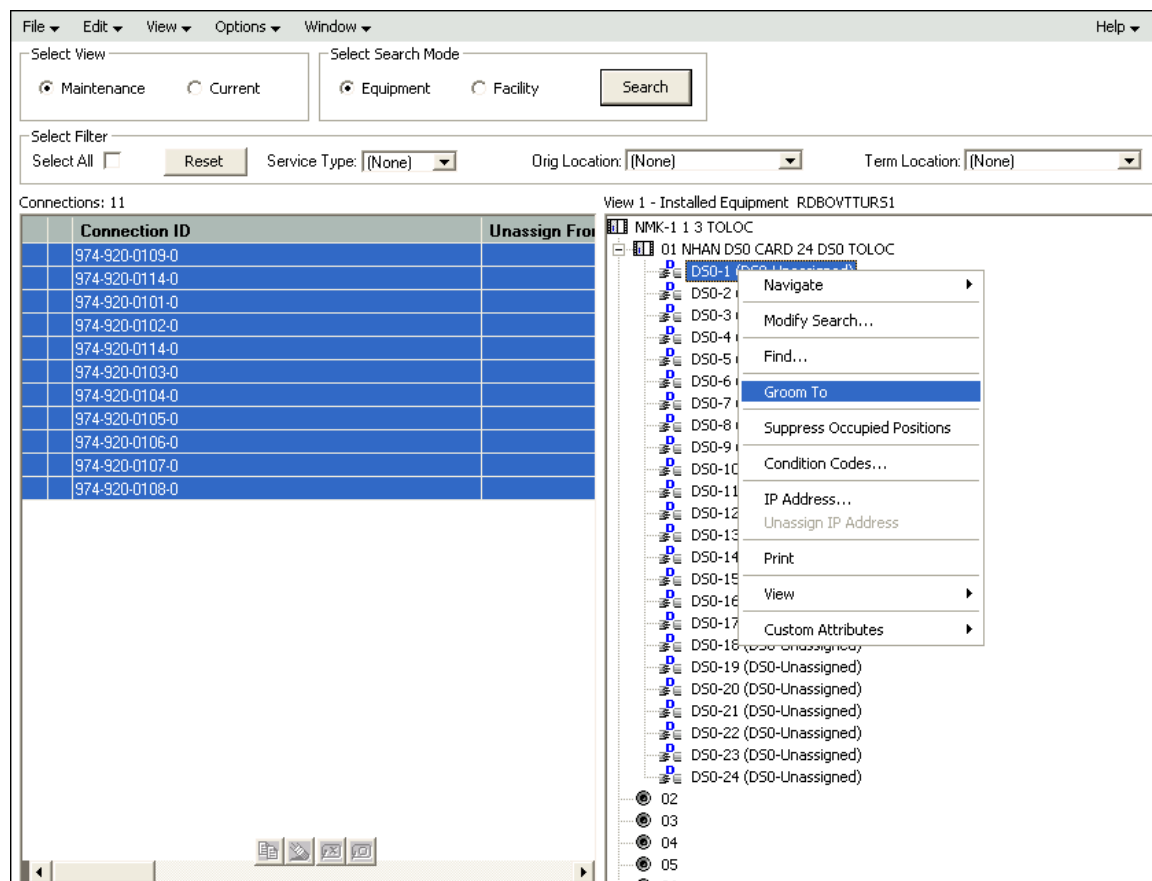 File Edit View Options Window Help
Select View Select Search Mode
Maintenance Current Equipment Facility Search
Select Filter
Select All Reset Service Type: (None) Orig Location: (None) Term Location: (None)
Connections: 11
Connection ID Unassign From
974-920-0109-0
974-920-0114-0
974-920-0101-0
974-920-0102-0
974-920-0114-0
974-920-0103-0
974-920-0104-0
974-920-0105-0
974-920-0106-0
974-920-0107-0
974-920-0108-0
View 1 - Installed Equipment RDBOVTTURS1
NMK-1 1 3 TOLOC
01 NHAN DS0 CARD 24 DS0 TOLOC
DS0-1 (DS0-Unassigned)
DS0-2
DS0-3
DS0-4
DS0-5
DS0-6
DS0-7
DS0-8
DS0-9
DS0-10
DS0-11
DS0-12
DS0-13
DS0-14
DS0-15
DS0-16
DS0-17
DS0-18 (DS0-Unassigned)
DS0-19 (DS0-Unassigned)
DS0-20 (DS0-Unassigned)
DS0-21 (DS0-Unassigned)
DS0-22 (DS0-Unassigned)
DS0-23 (DS0-Unassigned)
DS0-24 (DS0-Unassigned)
02
03
04
05
Navigate
Modify Search...
Find...
Groom To
Suppress Occupied Positions
Condition Codes...
IP Address...
Unassign IP Address
Print
View
Custom Attributes